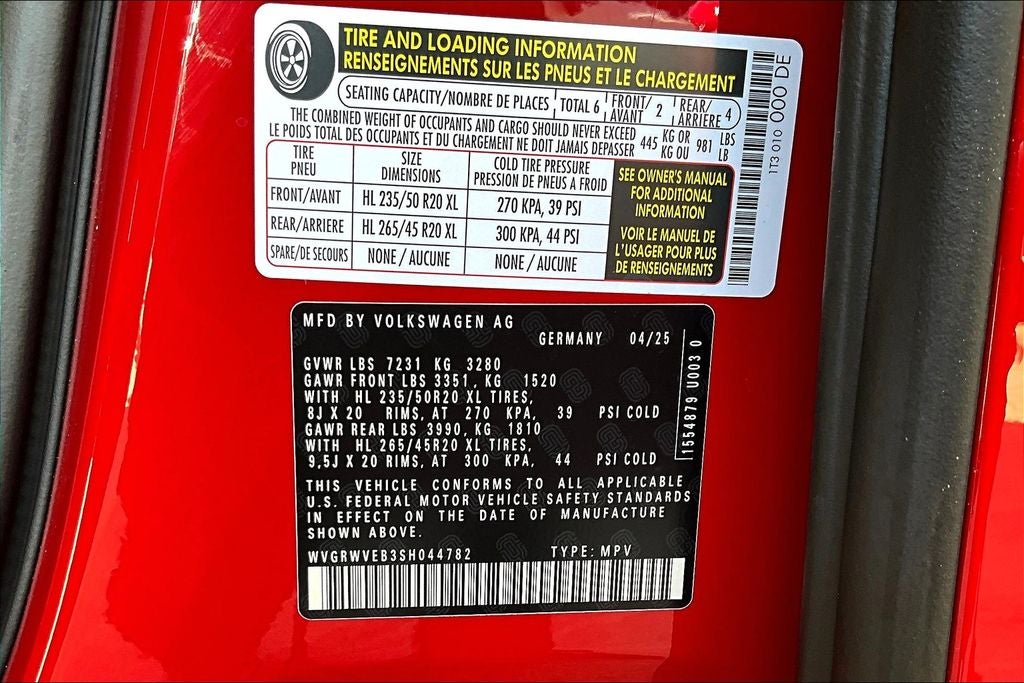 TIRE AND LOADING INFORMATION
RENSEIGNEMENTS SUR LES PNEUS ET LE CHARGEMENT
SEATING CAPACITY/NOMBRE DE PLACES TOTAL 6 FRONT/AVANT 2 REAR/ARRIERE 4
THE COMBINED WEIGHT OF OCCUPANTS AND CARGO SHOULD NEVER EXCEED 445 KG OR 981 LBS
LE POIDS TOTAL DES OCCUPANTS ET DU CHARGEMENT NE DOIT JAMAIS DEPASSER KG OU LB
TIRE PNEU SIZE DIMENSIONS COLD TIRE PRESSURE PRESSION DE PNEUS A FROID
FRONT/AVANT HL 235/50 R20 XL 270 KPA, 39 PSI
REAR/ARRIERE HL 265/45 R20 XL 300 KPA, 44 PSI
SPARE/DE SECOURS NONE / AUCUNE NONE / AUCUNE
SEE OWNER'S MANUAL
FOR ADDITIONAL
INFORMATION
VOIR LE MANUEL DE
L'USAGER POUR PLUS
DE RENSEIGNEMENTS
1T3 010 000 DE
MFD BY VOLKSWAGEN AG
GERMANY 04/25
GVWR LBS 7231 KG 3280
GAWR FRONT LBS 3351, KG 1520
WITH HL 235/50R20 XL TIRES,
8J X 20 RIMS, AT 270 KPA, 39 PSI COLD
GAWR REAR LBS 3990, KG 1810
WITH HL 265/45R20 XL TIRES,
9,5J X 20 RIMS, AT 300 KPA, 44 PSI COLD
THIS VEHICLE CONFORMS TO ALL APPLICABLE
U.S. FEDERAL MOTOR VEHICLE SAFETY STANDARDS
IN EFFECT ON THE DATE OF MANUFACTURE
SHOWN ABOVE.
WVGRWVEB3SH044782 TYPE: MPV
1554879 U003 0